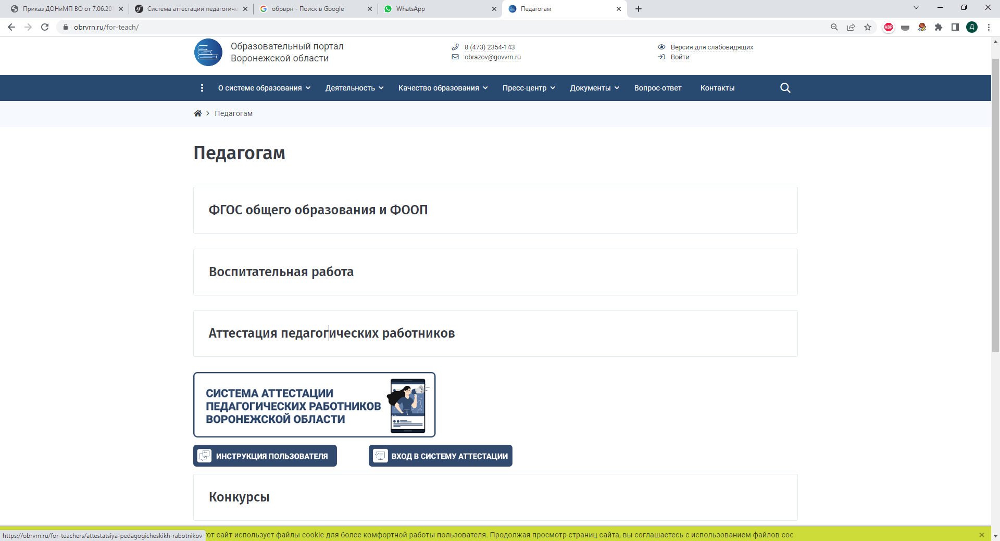 Приказ ДОНиМП ВО от 7.06.20
Система аттестации педагогиче
обрврн - Поиск в Google
WhatsApp
Педагогам
obrvrn.ru/for-teach/
ABP
Д
Образовательный портал
Воронежской области
8 (473) 2354-143
obrazov@govvrn.ru
Версия для слабовидящих
Войти
О системе образования
Деятельность
Качество образования
Пресс-центр
Документы
Вопрос-ответ
Контакты
Педагогам
Педагогам
ФГОС общего образования и ФООП
Воспитательная работа
Аттестация педагогических работников
СИСТЕМА АТТЕСТАЦИИ
ПЕДАГОГИЧЕСКИХ РАБОТНИКОВ
ВОРОНЕЖСКОЙ ОБЛАСТИ
ИНСТРУКЦИЯ ПОЛЬЗОВАТЕЛЯ
ВХОД В СИСТЕМУ АТТЕСТАЦИИ
Конкурсы
https://obrvrn.ru/for-teachers/attestatsiya-pedagogicheskikh-rabotnikov
тот сайт использует файлы cookie для более комфортной работы пользователя. Продолжая просмотр страниц сайта, вы соглашаетесь с использованием файлов coc